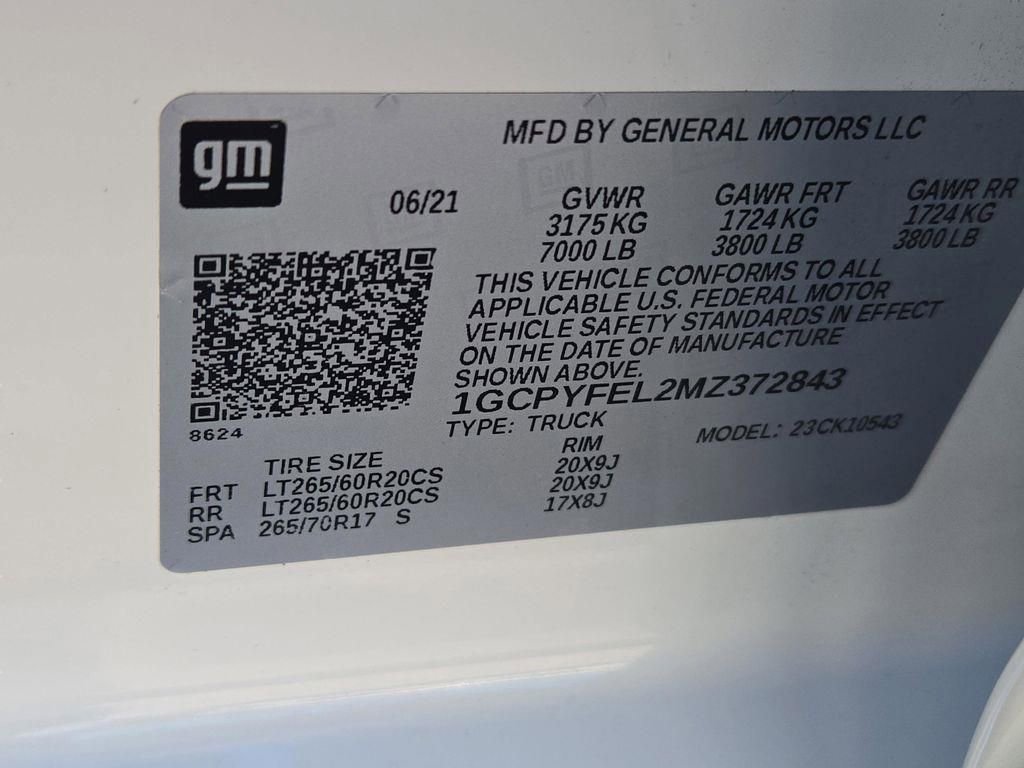 gm
MFD BY GENERAL MOTORS LLC
06/21
GVWR GAWR FRT GAWR RR
3175 KG 1724 KG 1724 KG
7000 LB 3800 LB 3800 LB
THIS VEHICLE CONFORMS TO ALL
APPLICABLE U.S. FEDERAL MOTOR
VEHICLE SAFETY STANDARDS IN EFFECT
ON THE DATE OF MANUFACTURE
SHOWN ABOVE.
1GCPYFEL2MZ372843
TYPE: TRUCK MODEL: 23CK10543
8624
TIRE SIZE RIM
FRT LT265/60R20CS 20X9J
RR LT265/60R20CS 20X9J
SPA 265/70R17 S 17X8J